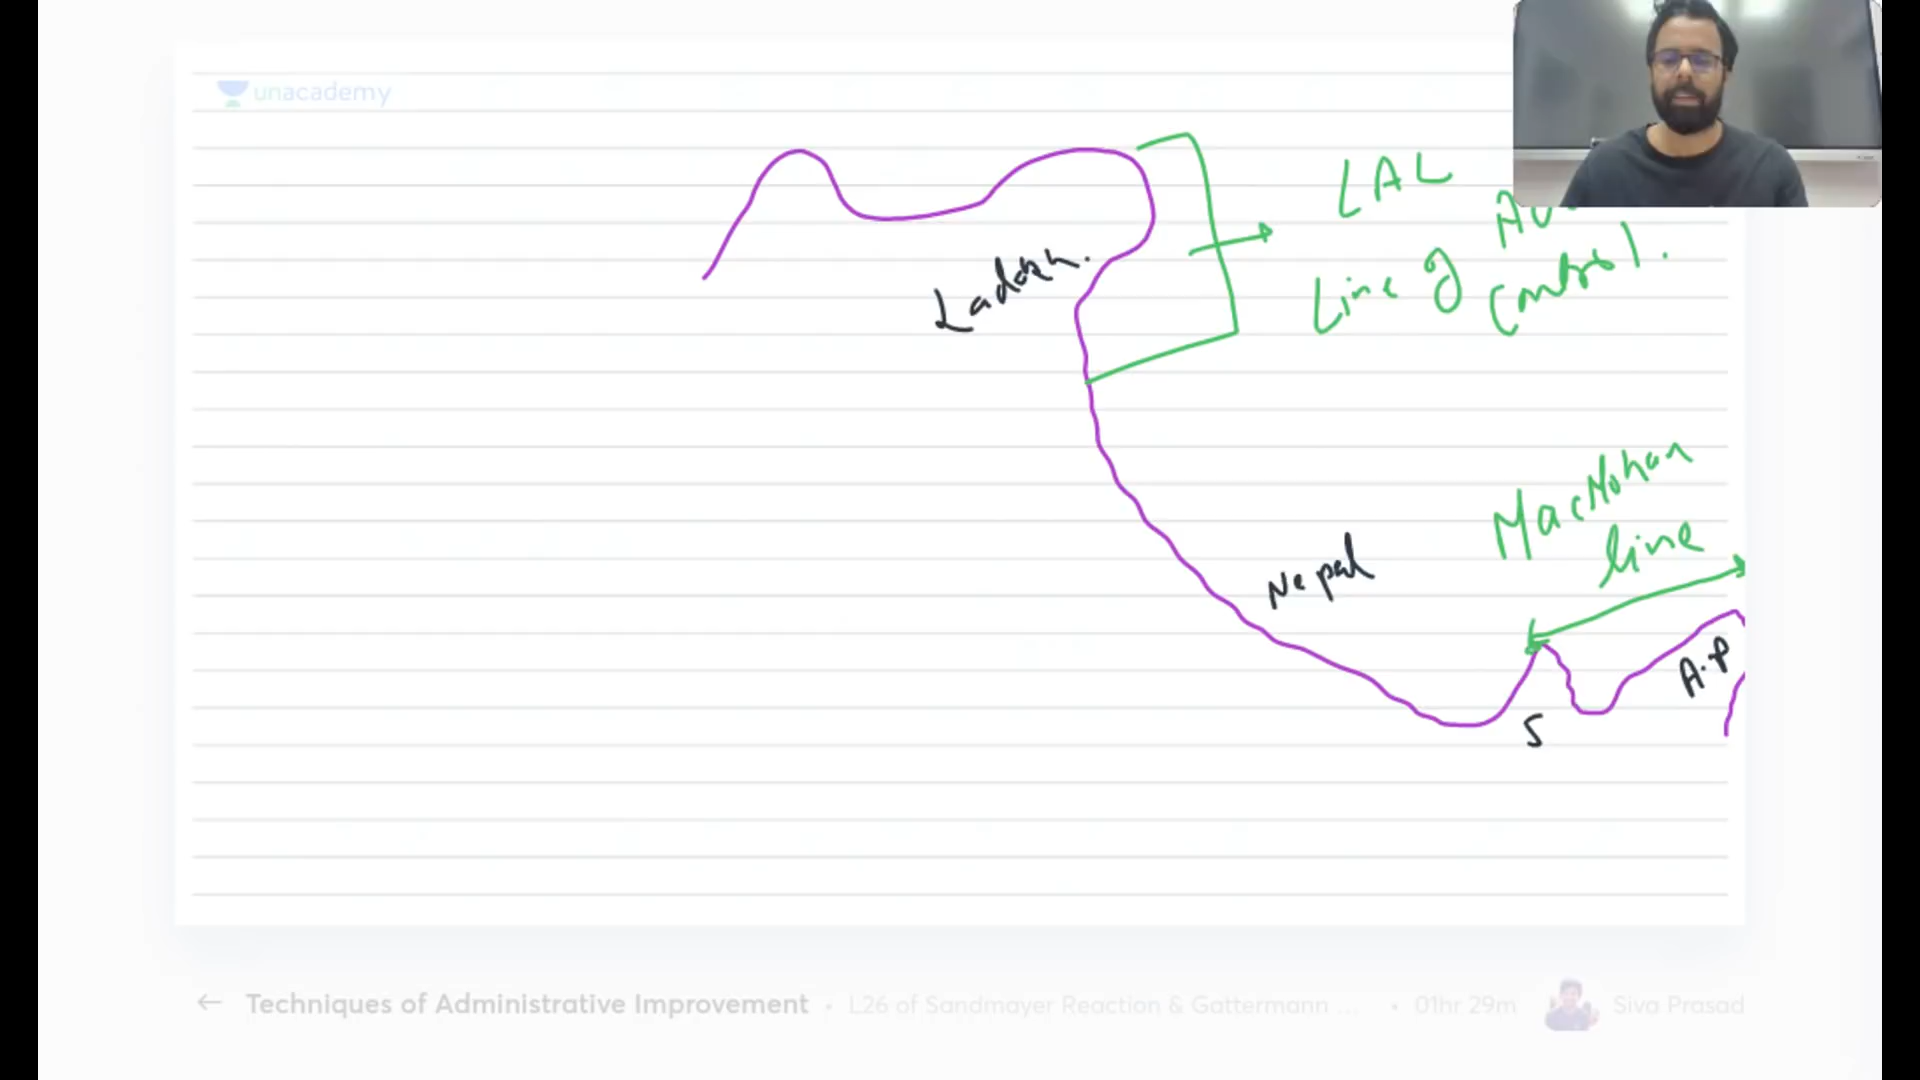 unacademy
LAL
Line of
Control.
Ladakh.
MacMohan
line
Nepal
A.P
S
Techniques of Administrative Improvement • L26 of Sandmayer Reaction & Gattermann ... • 01hr 29m Siva Prasad